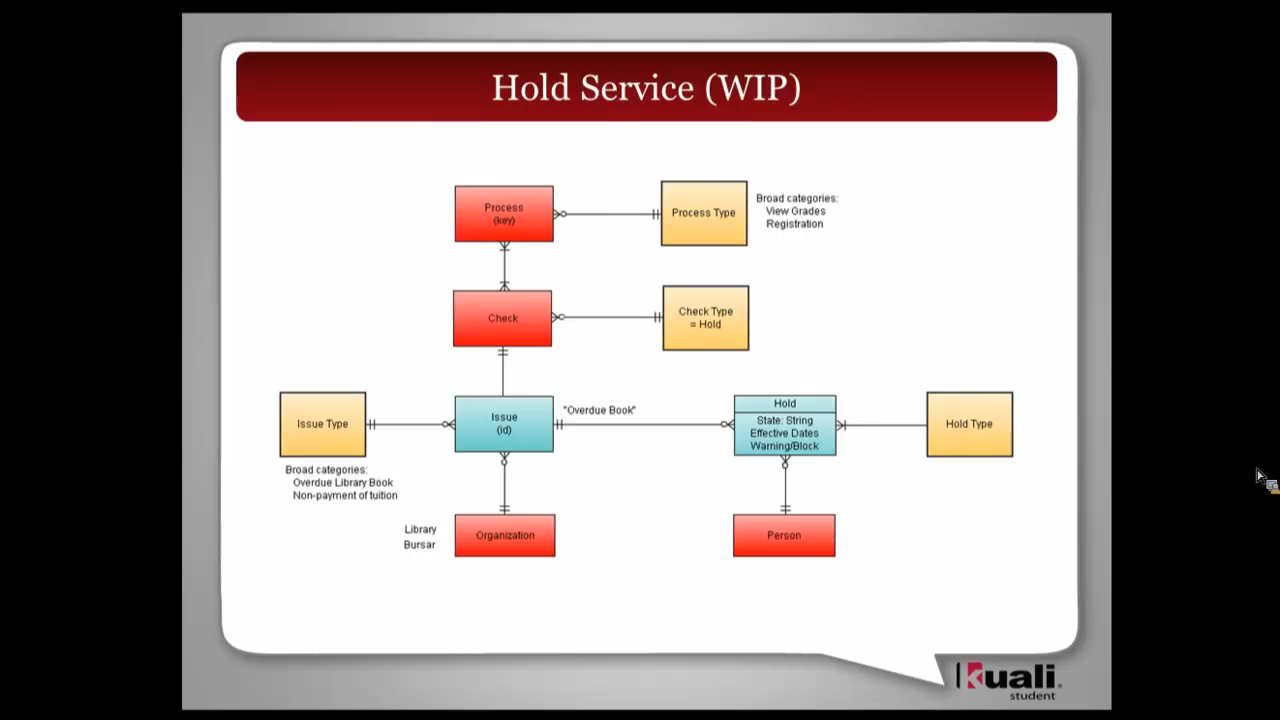 Hold Service (WIP)
Process
(key)
Process Type
Broad categories:
View Grades
Registration
Check
Check Type
= Hold
Issue Type
Issue
(id)
"Overdue Book"
Hold
State: String
Effective Dates
Warning/Block
Hold Type
Broad categories:
Overdue Library Book
Non-payment of tuition
Library
Bursar
Organization
Person
kuali
student